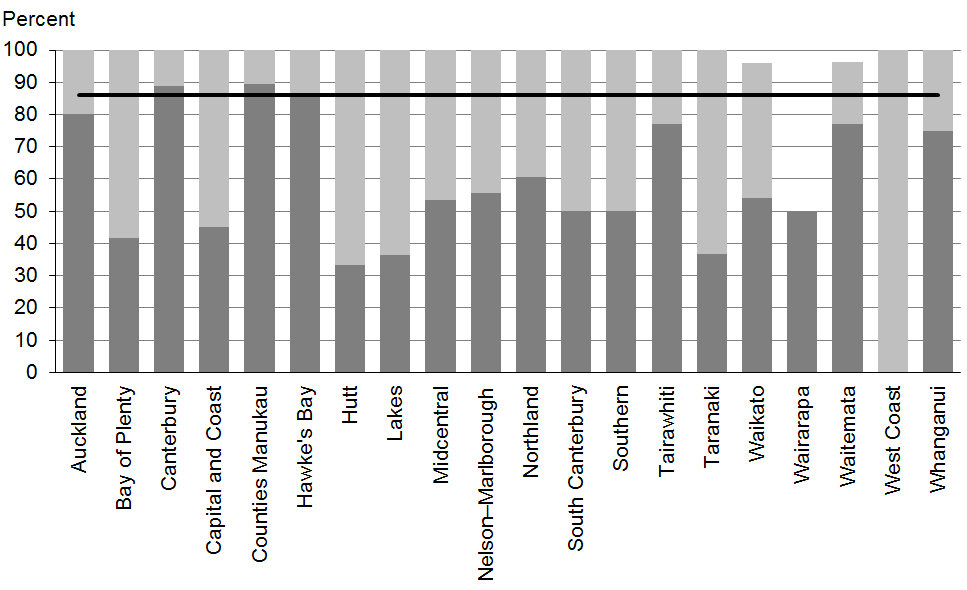 Percent
100
90
80
70
60
50
40
30
20
10
0
Auckland
Bay of Plenty
Canterbury
Capital and Coast
Counties Manukau
Hawke's Bay
Hutt
Lakes
Midcentral
Nelson–Marlborough
Northland
South Canterbury
Southern
Tairawhiti
Taranaki
Waikato
Wairarapa
Waitemata
West Coast
Whanganui